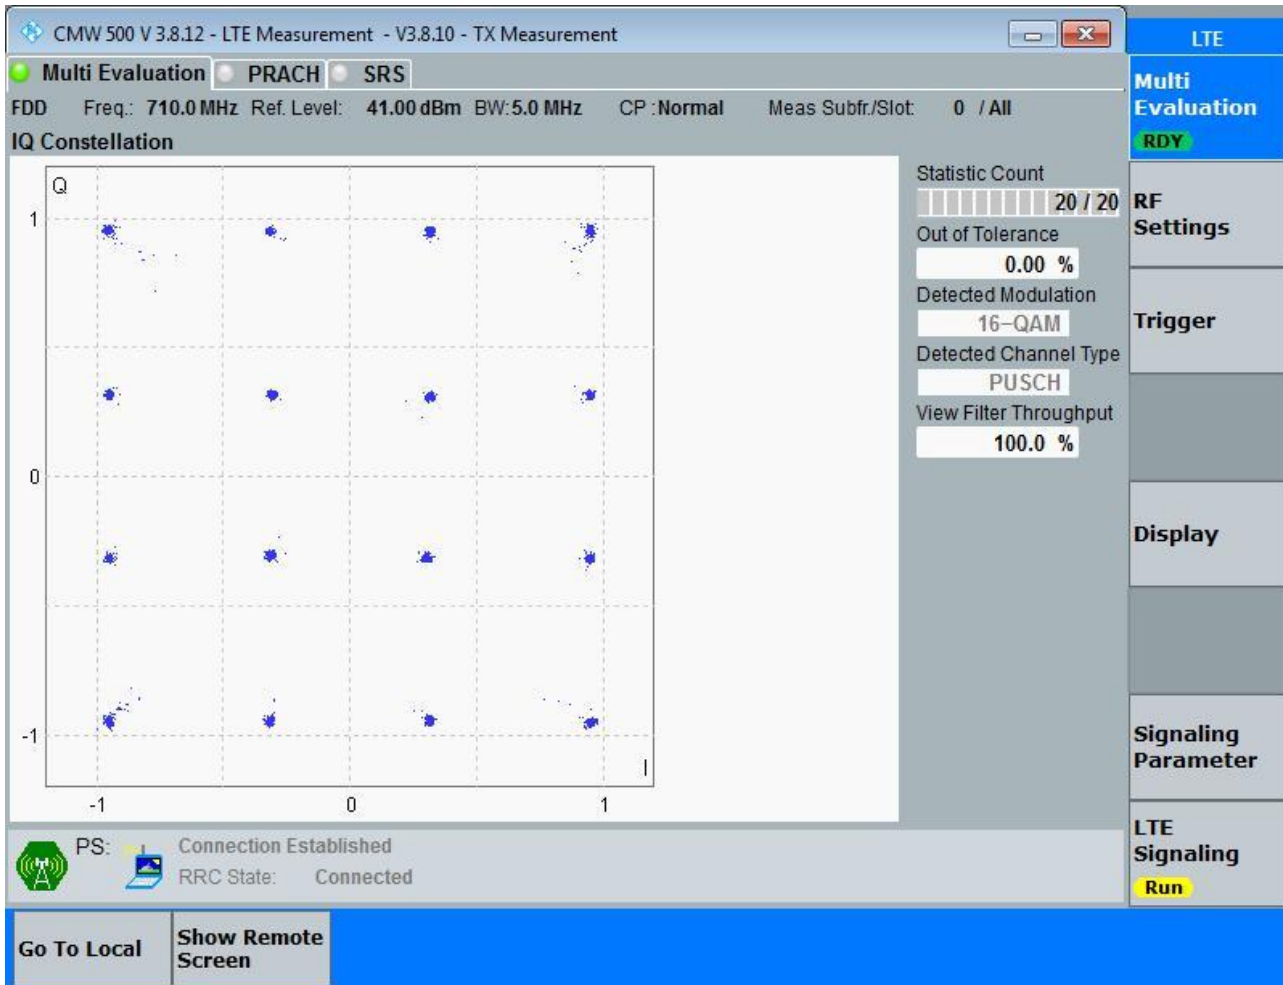 CMW 500 V 3.8.12 - LTE Measurement - V3.8.10 - TX Measurement
LTE
Multi Evaluation PRACH SRS
Multi
Evaluation
RDY
FDD Freq.: 710.0 MHz Ref. Level: 41.00 dBm BW: 5.0 MHz CP : Normal Meas Subfr./Slot: 0 / All
IQ Constellation
Q
1
0
-1
I
-1 0 1
Statistic Count
20 / 20
Out of Tolerance
0.00 %
Detected Modulation
16-QAM
Detected Channel Type
PUSCH
View Filter Throughput
100.0 %
RF
Settings
Trigger
Display
Signaling
Parameter
LTE
Signaling
Run
PS: Connection Established
RRC State: Connected
Go To Local
Show Remote
Screen